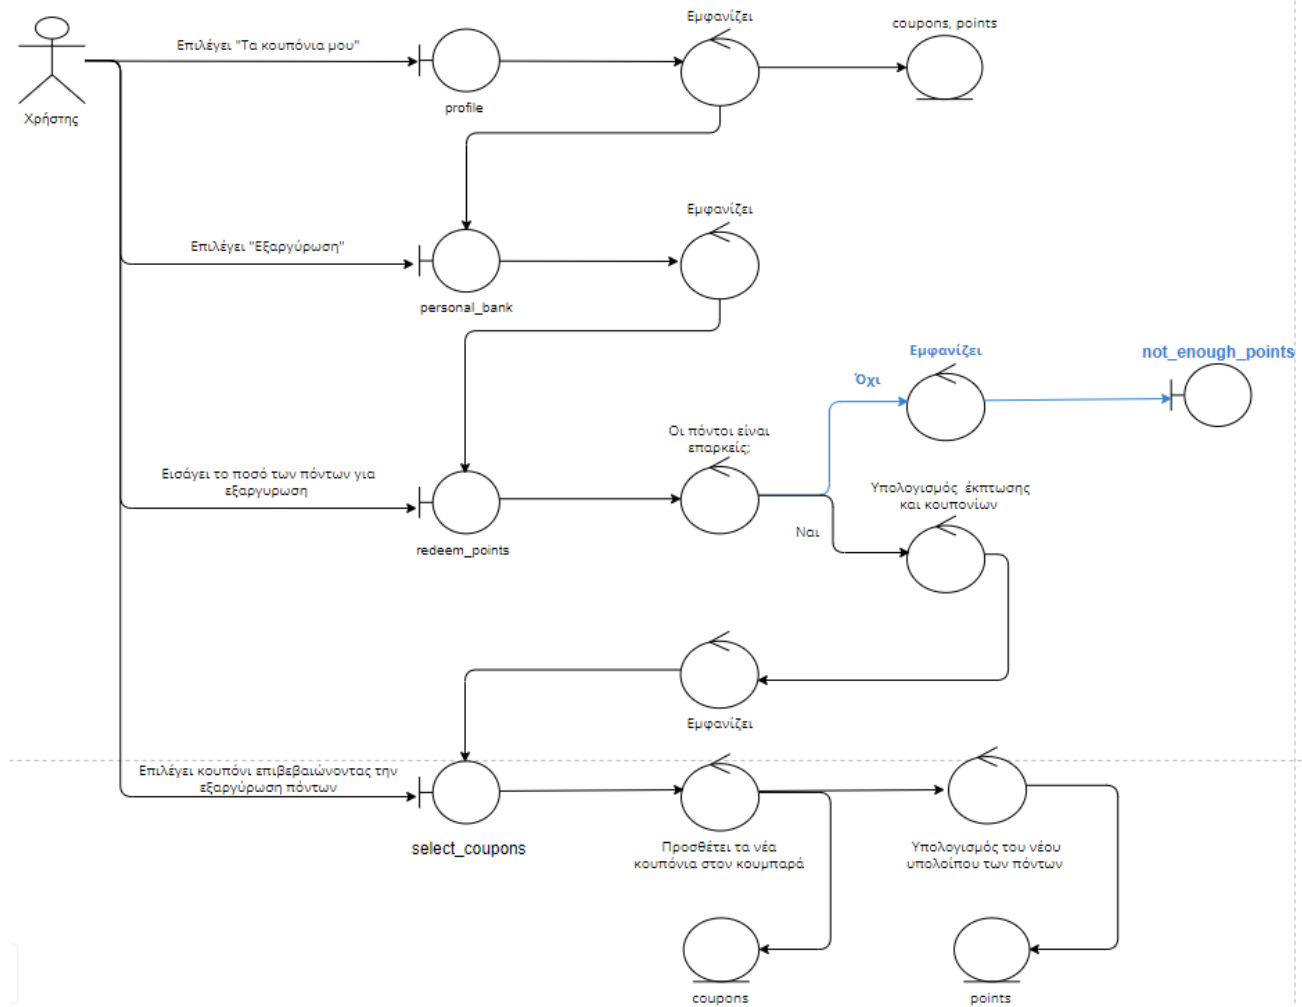 Εμφανίζει
coupons, points
Επιλέγει "Τα κουπόνια μου"
profile
Χρήστης
Εμφανίζει
Επιλέγει "Εξαργύρωση"
personal_bank
Εμφανίζει
not_enough_points
Όχι
Οι πόντοι είναι
επαρκείς;
Εισάγει το ποσό των πόντων για
εξαργυρωση
Υπολογισμός έκπτωσης
και κουπονίων
Ναι
redeem_points
Εμφανίζει
Επιλέγει κουπόνι επιβεβαιώνοντας την
εξαργύρωση πόντων
select_coupons
Προσθέτει τα νέα
κουπόνια στον κουμπαρά
Υπολογισμός του νέου
υπολοίπου των πόντων
coupons
points